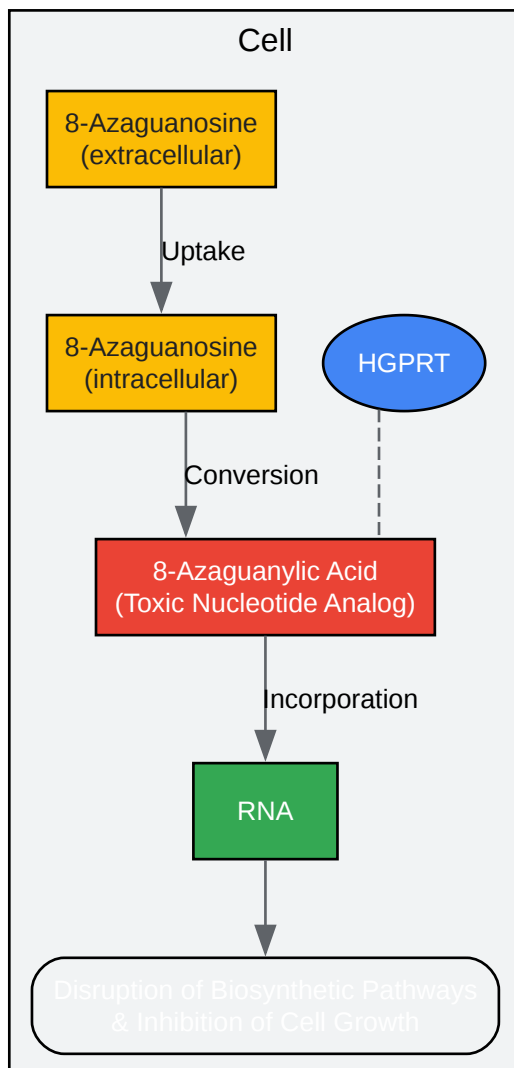 Cell
8-Azaguanosine
(extracellular)
Uptake
8-Azaguanosine
(intracellular)
HGPRT
Conversion
8-Azaguanylic Acid
(Toxic Nucleotide Analog)
Incorporation
RNA
Disruption of Biosynthetic Pathways
& Inhibition of Cell Growth